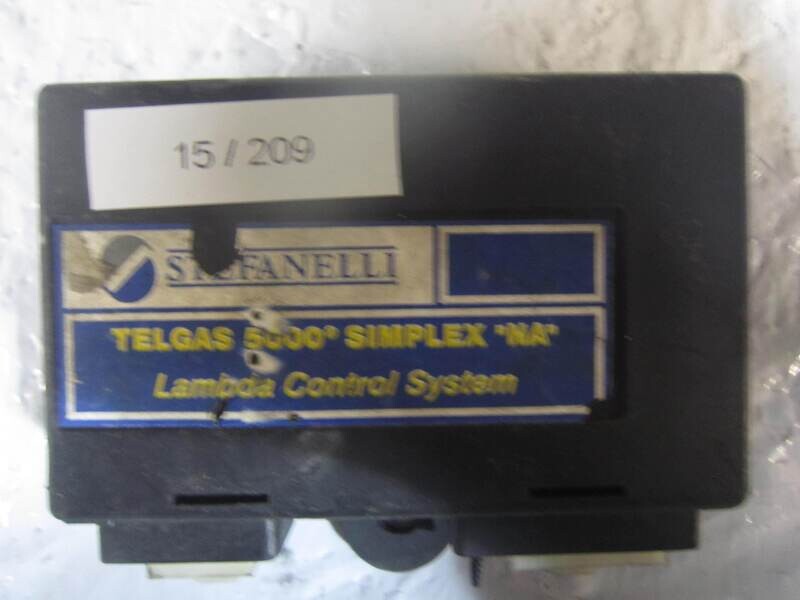 15 / 209
STEFANELLI
TELGAS 5000® SIMPLEX "NA"
Lambda Control System